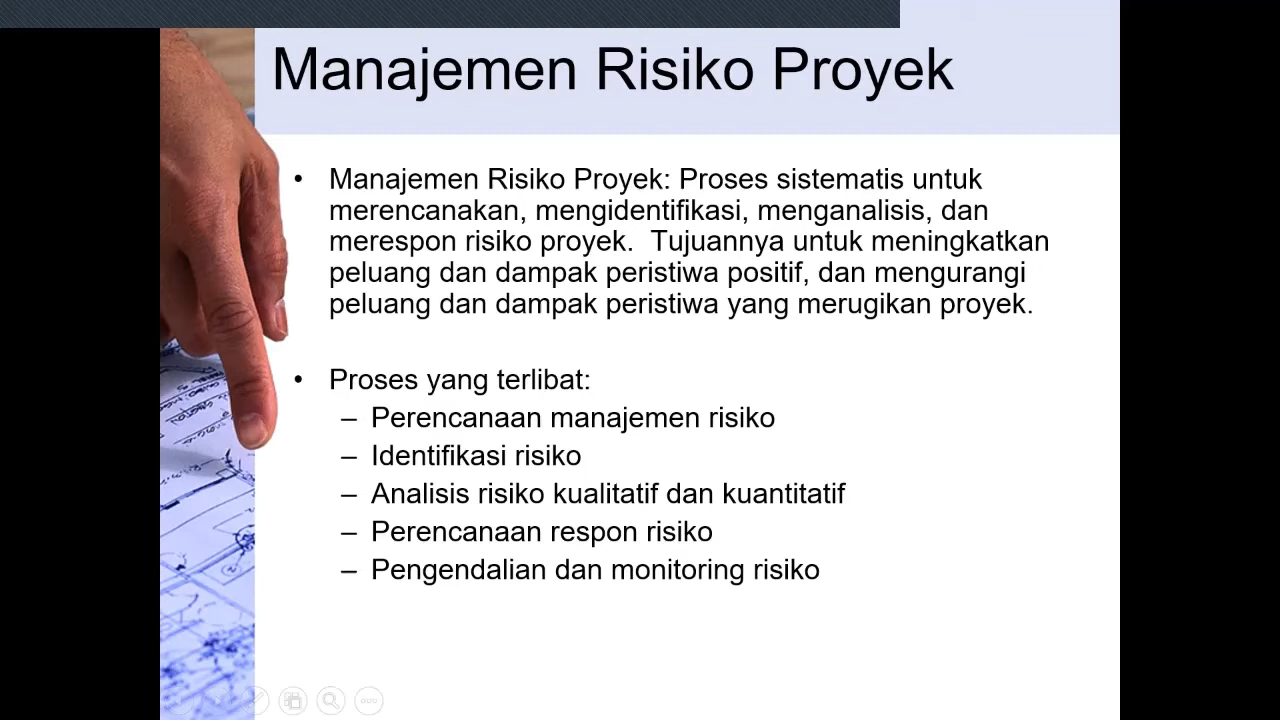 Manajemen Risiko Proyek
• Manajemen Risiko Proyek: Proses sistematis untuk
merencanakan, mengidentifikasi, menganalisis, dan
merespon risiko proyek.  Tujuannya untuk meningkatkan
peluang dan dampak peristiwa positif, dan mengurangi
peluang dan dampak peristiwa yang merugikan proyek.
• Proses yang terlibat:
– Perencanaan manajemen risiko
– Identifikasi risiko
– Analisis risiko kualitatif dan kuantitatif
– Perencanaan respon risiko
– Pengendalian dan monitoring risiko